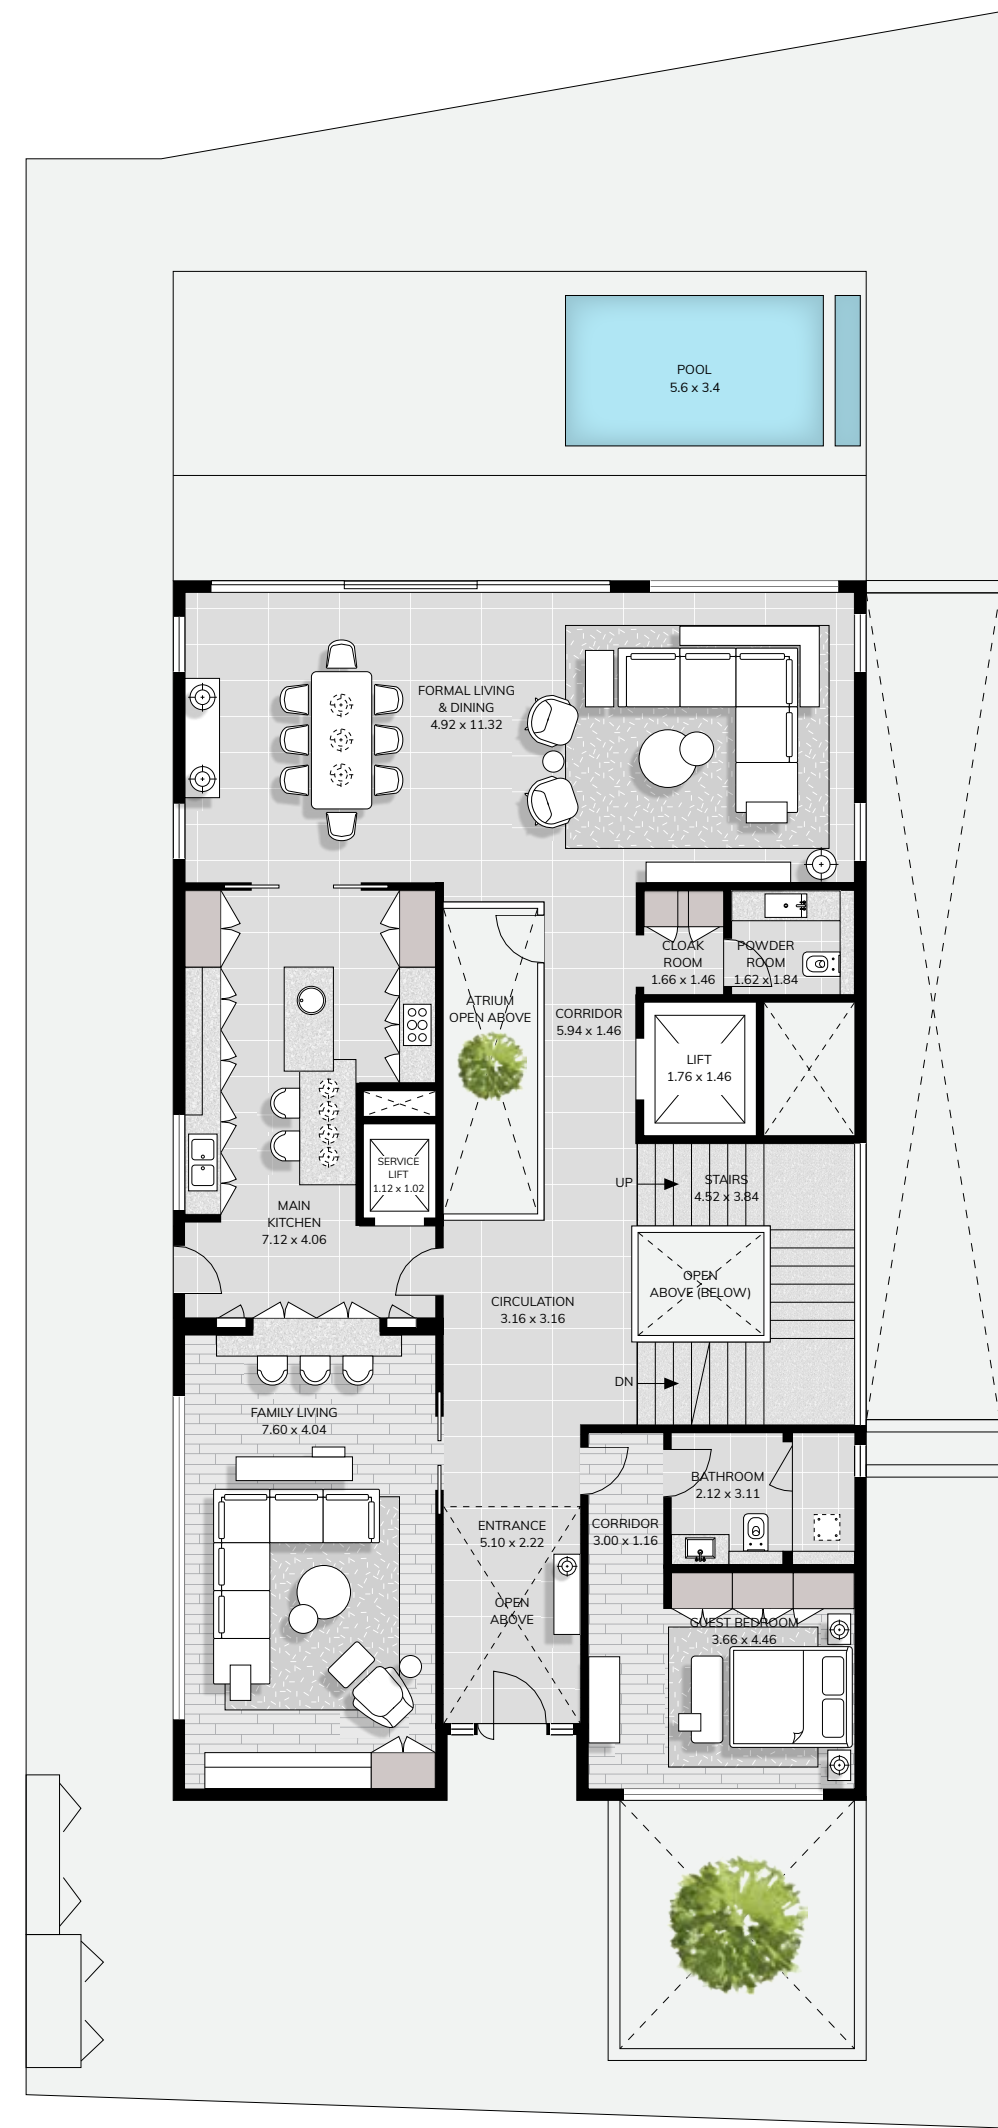 POOL
5.6 x 3.4
FORMAL LIVING
& DINING
4.92 x 11.32
CLOAK
ROOM
1.66 x 1.46
POWDER
ROOM
1.62 x 1.84
ATRIUM
OPEN ABOVE
CORRIDOR
5.94 x 1.46
LIFT
1.76 x 1.46
SERVICE
LIFT
1.12 x 1.02
UP
STAIRS
4.52 x 3.84
MAIN
KITCHEN
7.12 x 4.06
OPEN
ABOVE (BELOW)
CIRCULATION
3.16 x 3.16
DN
FAMILY LIVING
7.60 x 4.04
BATHROOM
2.12 x 3.11
ENTRANCE
5.10 x 2.22
CORRIDOR
3.00 x 1.16
OPEN
ABOVE
GUEST BEDROOM
3.66 x 4.46